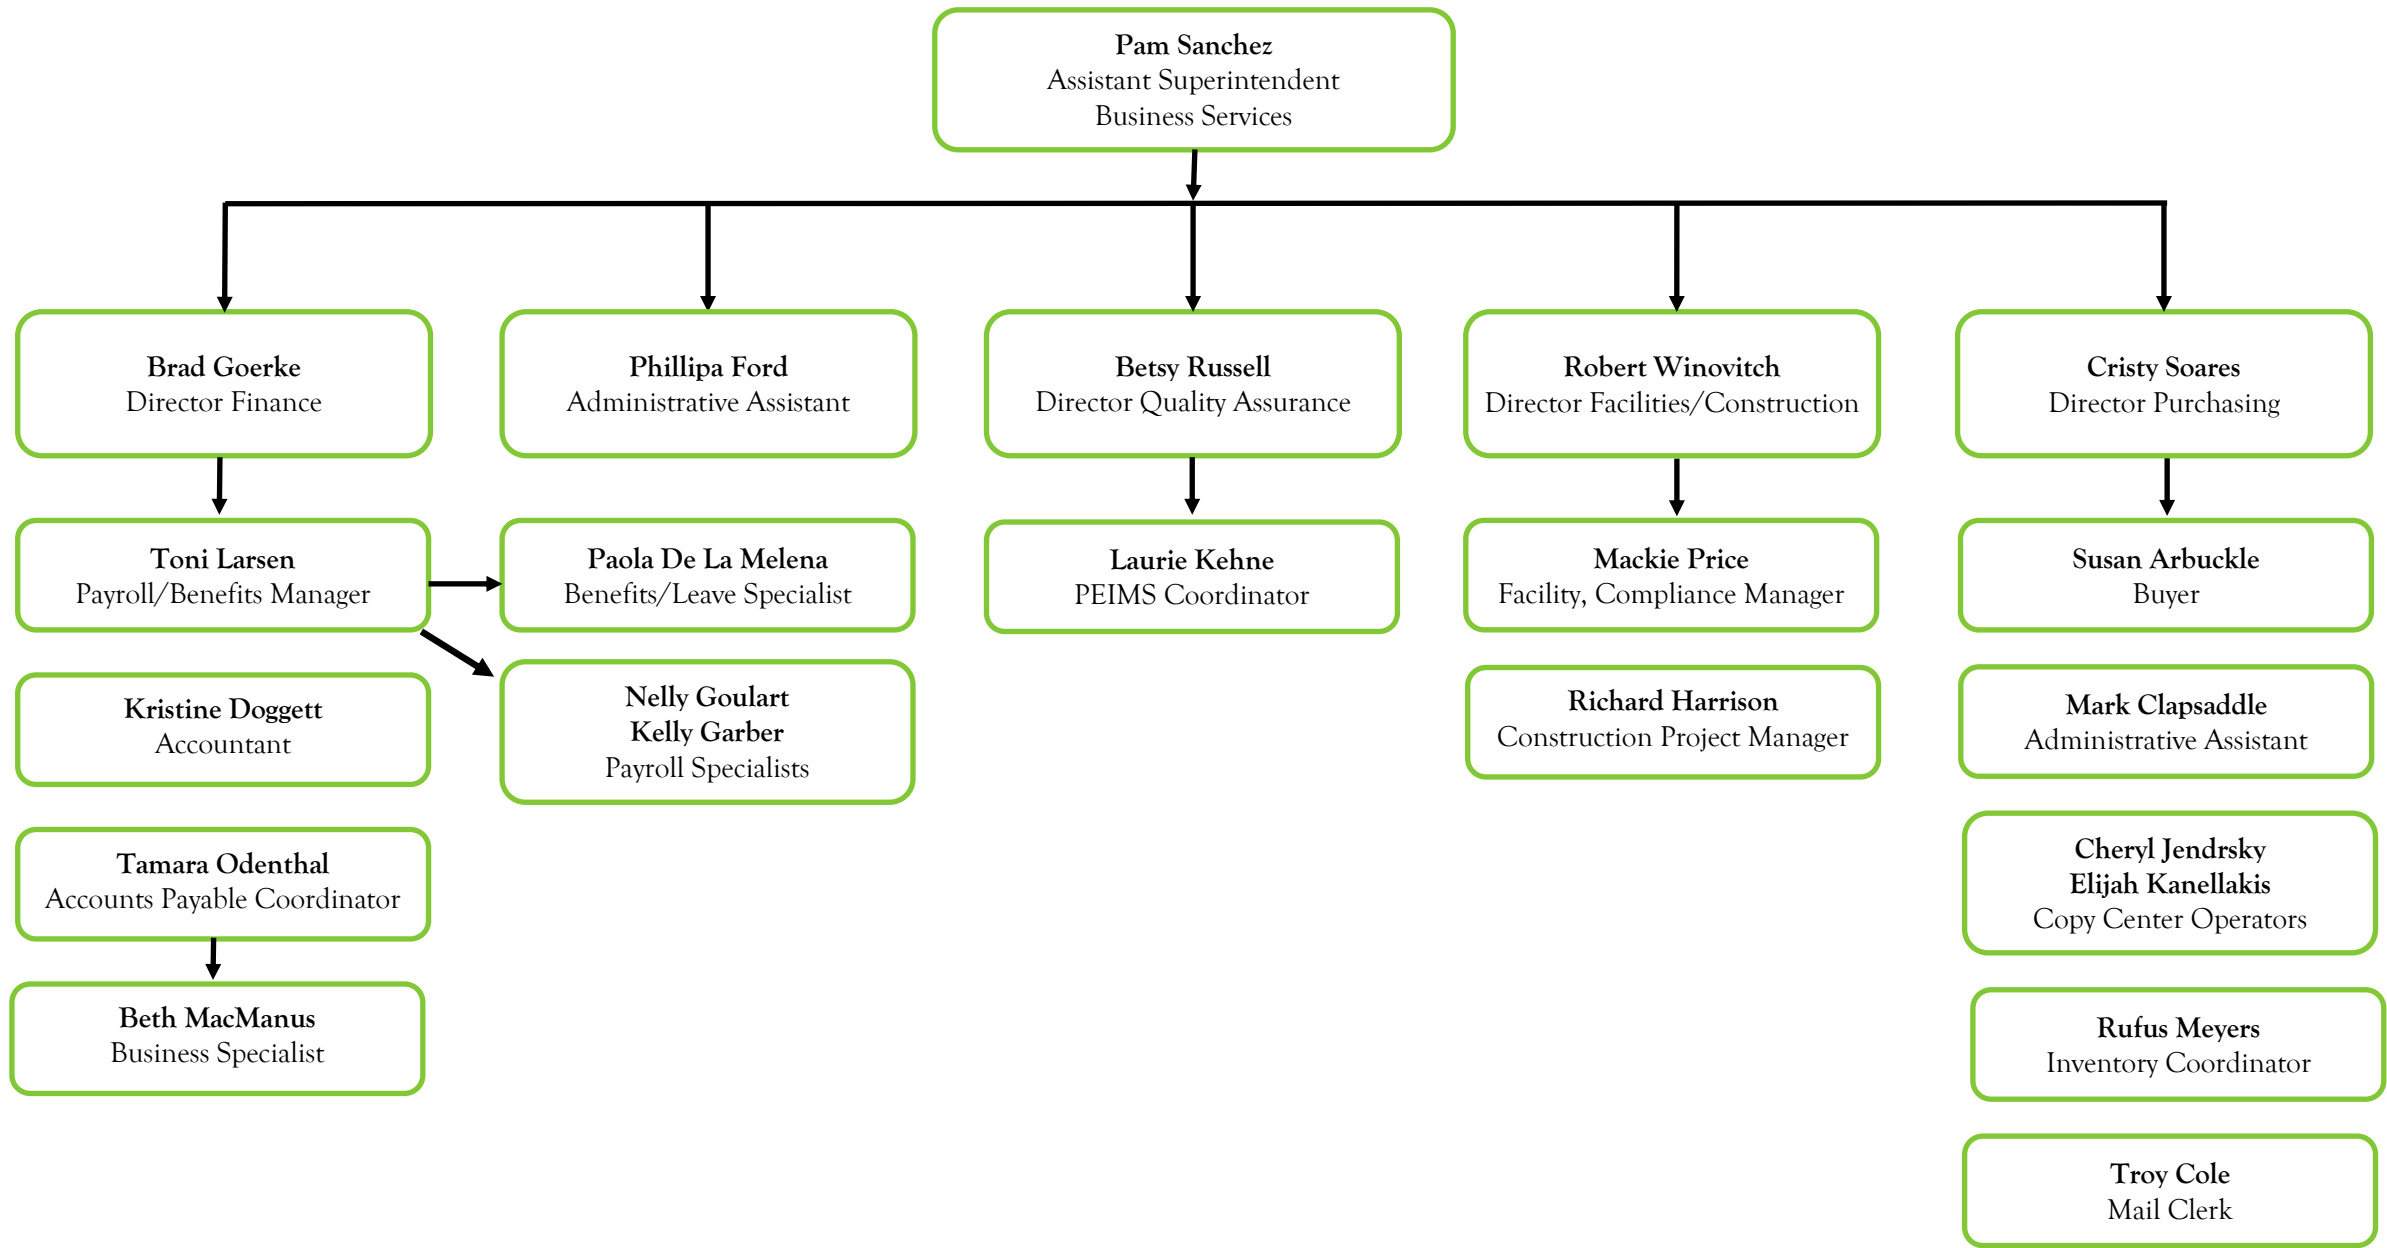 Pam Sanchez
Assistant Superintendent
Business Services
Brad Goerke
Director Finance
Phillipa Ford
Administrative Assistant
Betsy Russell
Director Quality Assurance
Robert Winovitch
Director Facilities/Construction
Cristy Soares
Director Purchasing
Toni Larsen
Payroll/Benefits Manager
Paola De La Melena
Benefits/Leave Specialist
Laurie Kehne
PEIMS Coordinator
Mackie Price
Facility, Compliance Manager
Susan Arbuckle
Buyer
Kristine Doggett
Accountant
Nelly Goulart
Kelly Garber
Payroll Specialists
Richard Harrison
Construction Project Manager
Mark Clapsaddle
Administrative Assistant
Tamara Odenthal
Accounts Payable Coordinator
Cheryl Jendrsky
Elijah Kanellakis
Copy Center Operators
Beth MacManus
Business Specialist
Rufus Meyers
Inventory Coordinator
Troy Cole
Mail Clerk